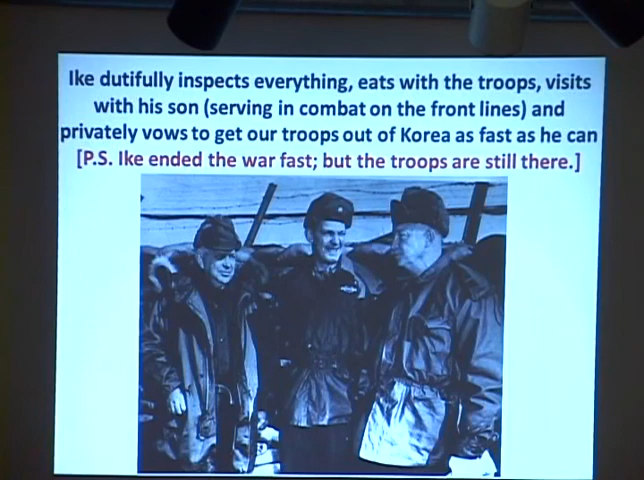 Ike dutifully inspects everything, eats with the troops, visits
with his son (serving in combat on the front lines) and
privately vows to get our troops out of Korea as fast as he can
[P.S. Ike ended the war fast; but the troops are still there.]